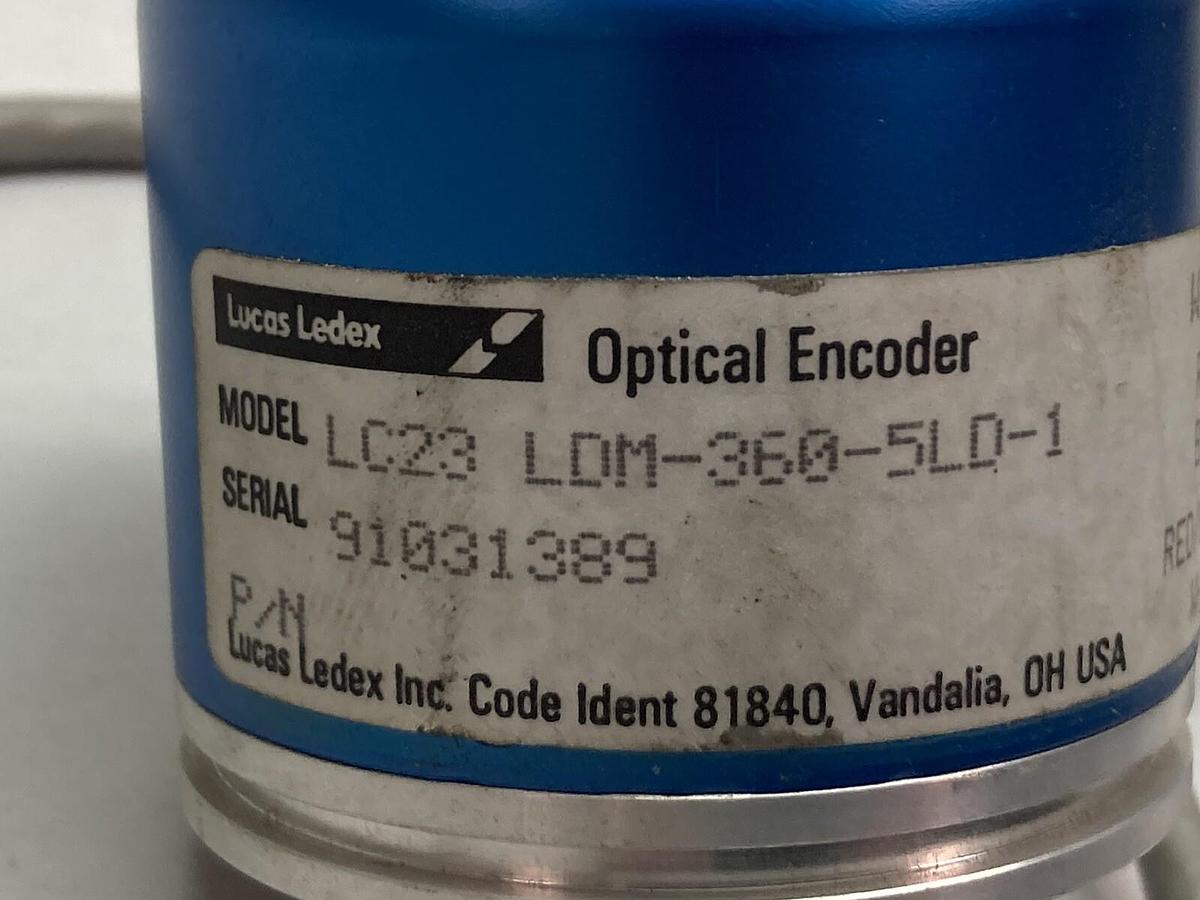 Lucas Ledex
Optical Encoder
MODEL LC23 LDM-360-5LD-1
SERIAL 91031389
P/N
Lucas Ledex Inc. Code Ident 81840, Vandalia, OH USA
RED